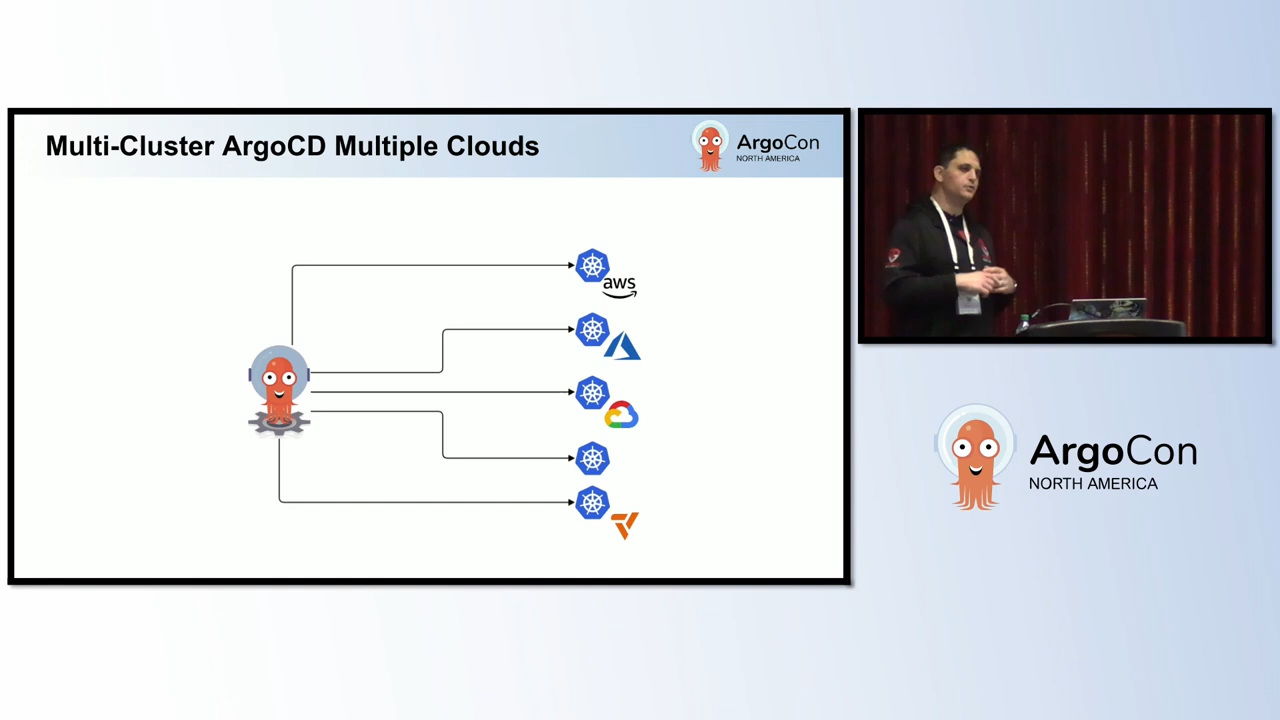 Multi-Cluster ArgoCD Multiple Clouds
ArgoCon
NORTH AMERICA
aws
ArgoCon
NORTH AMERICA